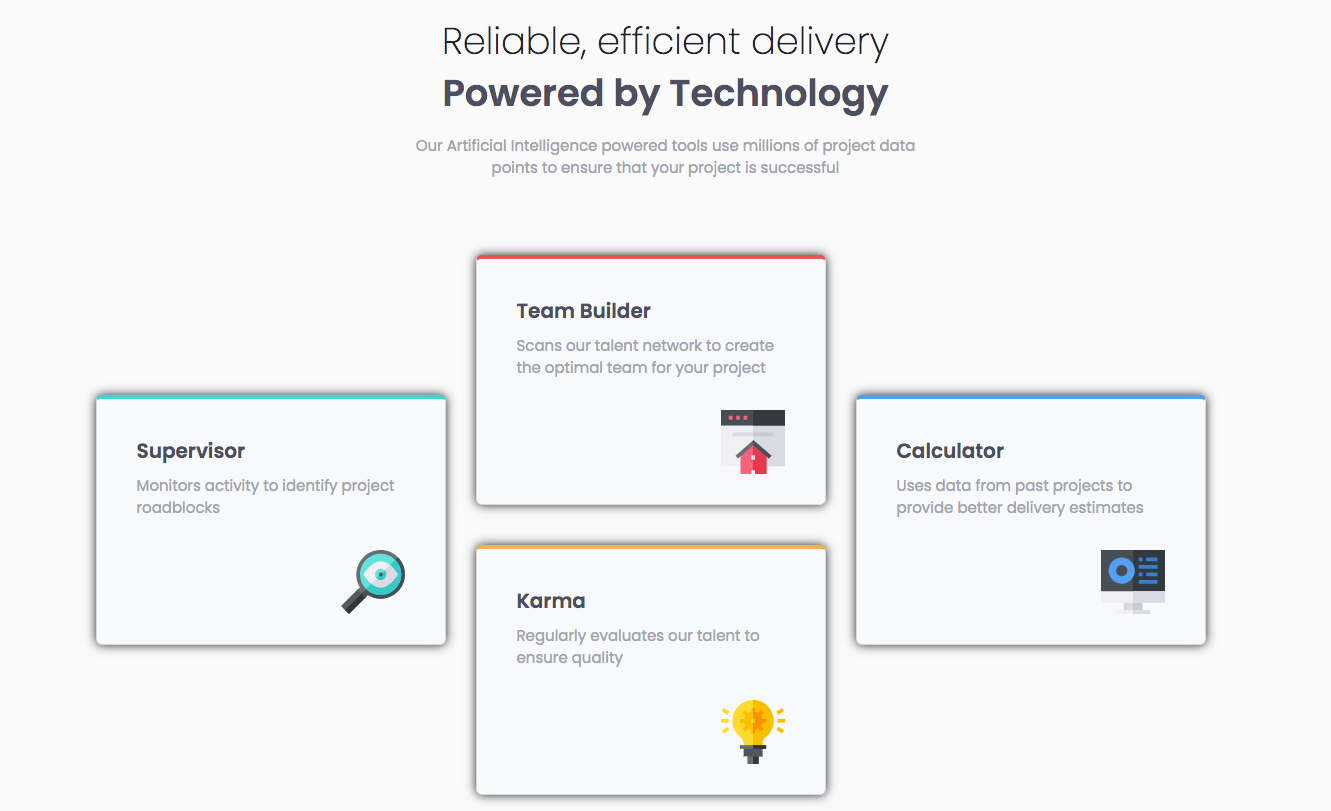 Reliable, efficient delivery
Powered by Technology
Our Artificial Intelligence powered tools use millions of project data
points to ensure that your project is successful
Supervisor
Monitors activity to identify project
roadblocks
Team Builder
Scans our talent network to create
the optimal team for your project
Karma
Regularly evaluates our talent to
ensure quality
Calculator
Uses data from past projects to
provide better delivery estimates